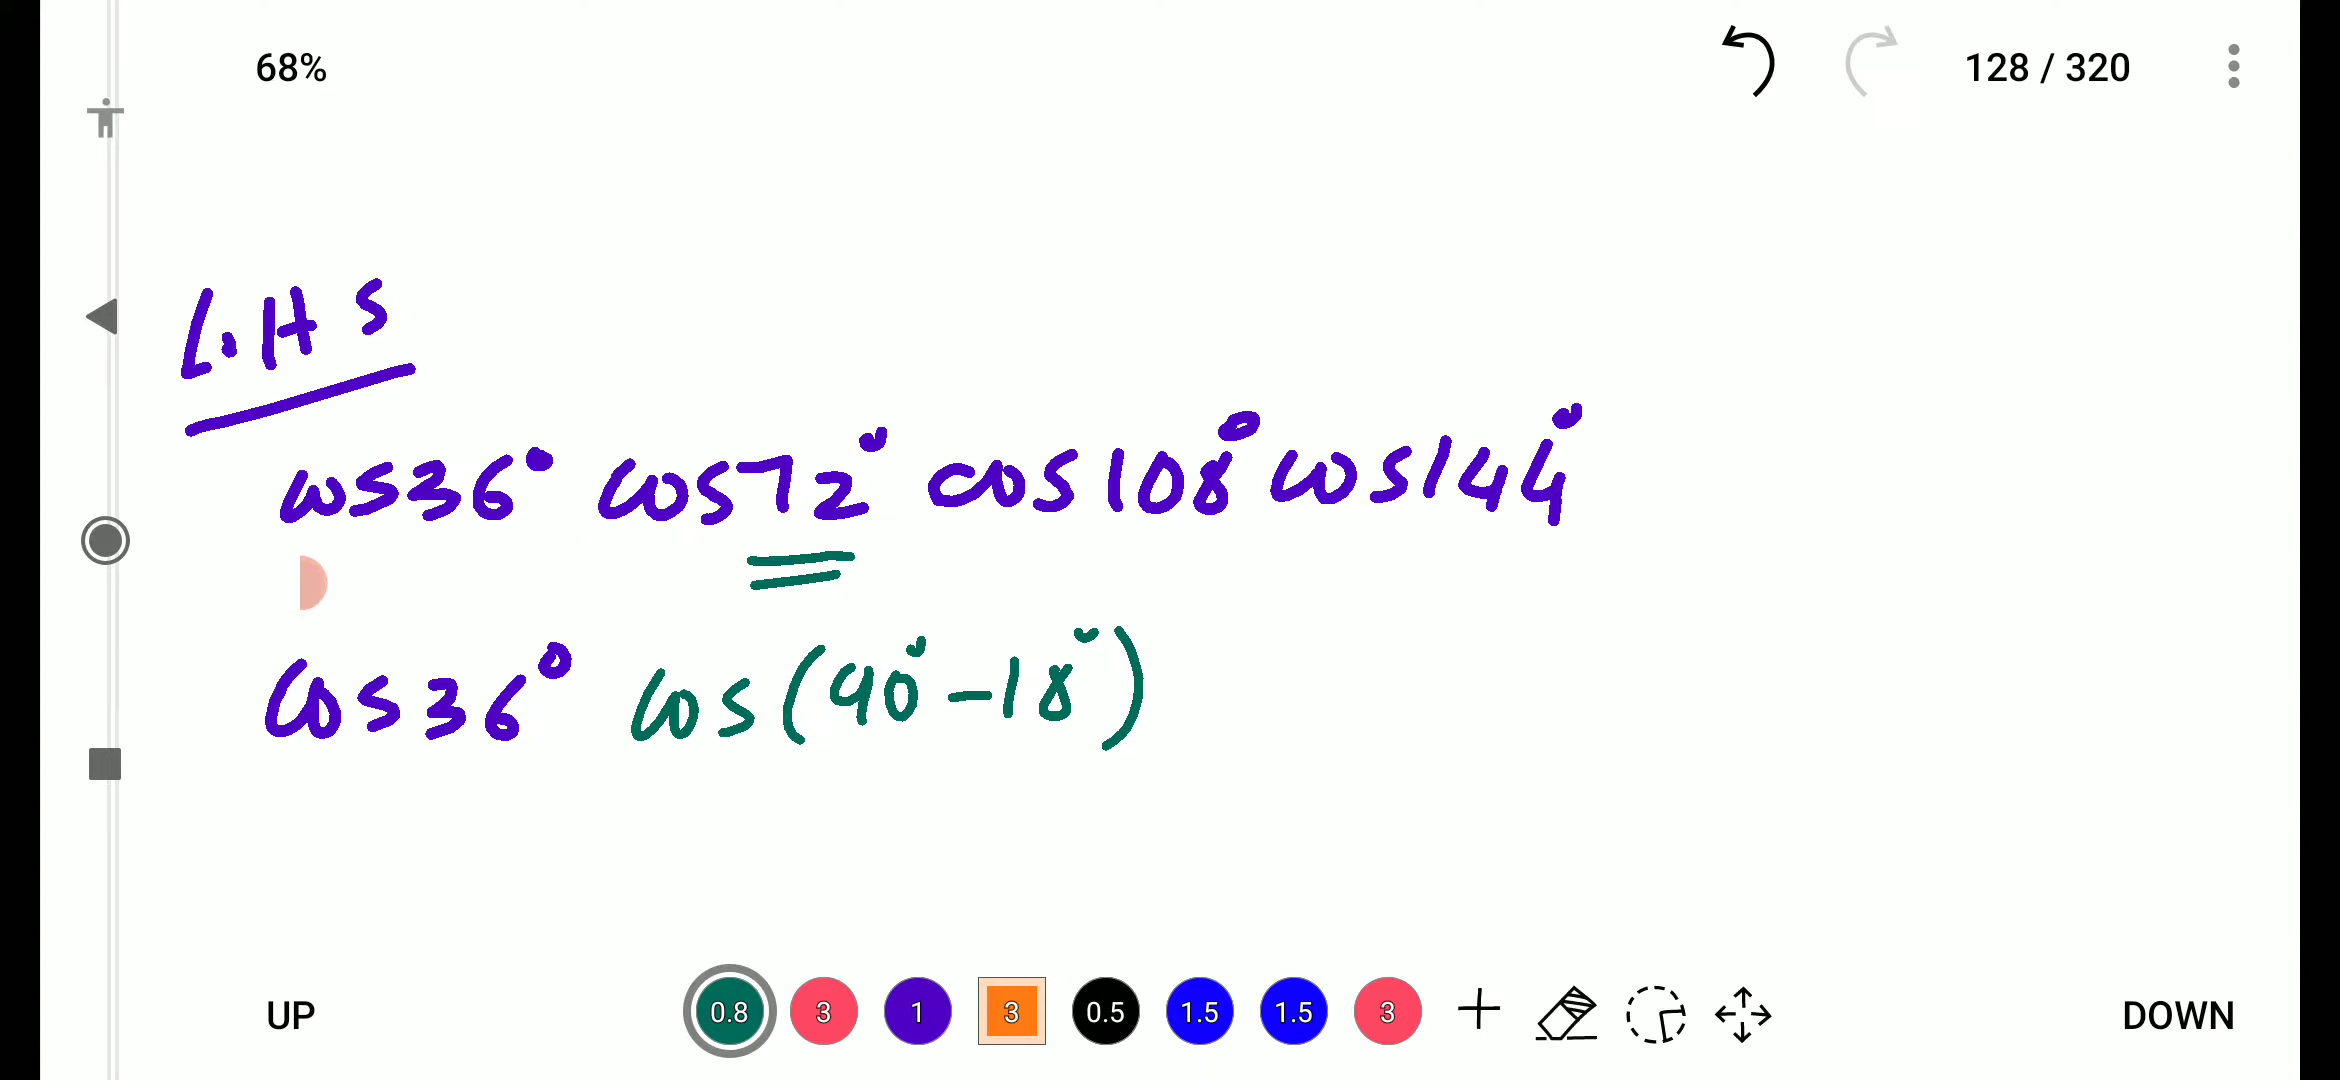 68%
128 / 320
L.H S
cos36° cos72° cos108° cos144°
cos36° cos(90°-18°)
UP
0.8 3 1 3 0.5 1.5 1.5 3
DOWN